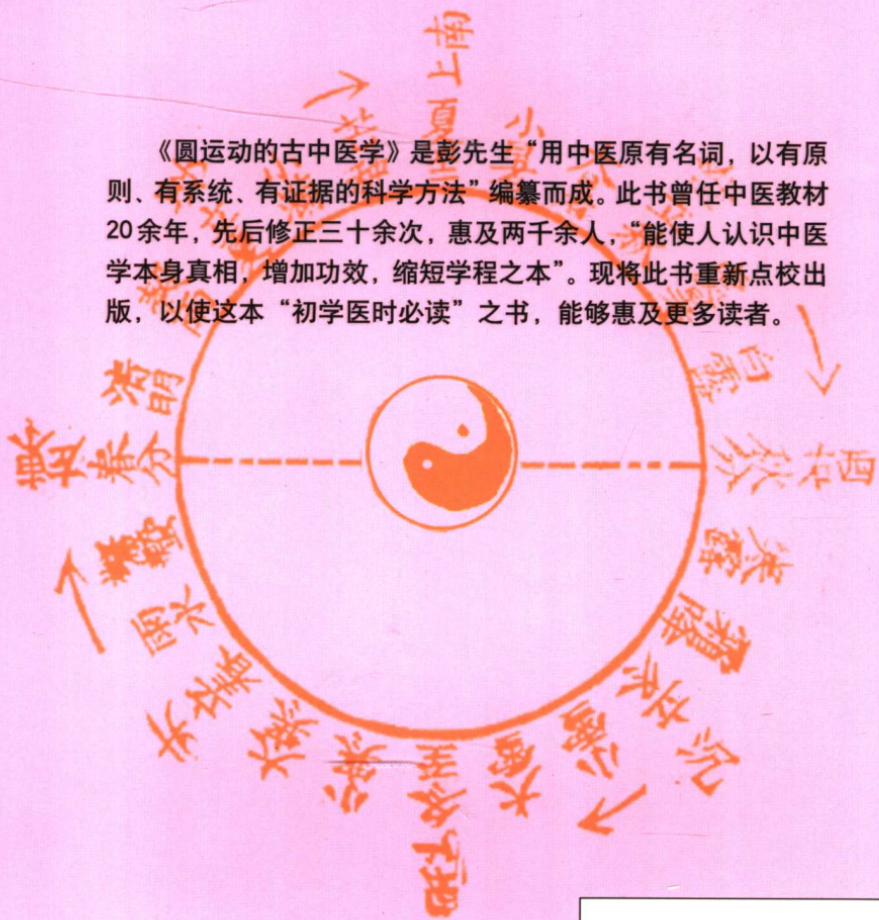 南
上
夏 小
《圆运动的古中医学》是彭先生“用中医原有名词，以有原
则、有系统、有证据的科学方法”编纂而成。此书曾任中医教材
20余年，先后修正三十余次，惠及两千余人，“能使人认识中医
学本身真相，增加功效，缩短学程之本”。现将此书重新点校出
版，以使这本“初学医时必读”之书，能够惠及更多读者。
清明
白露
春分
秋
寒露
雨水
霜降
立春
立冬
大寒
小雪
小寒
冬至
大雪
升
沉